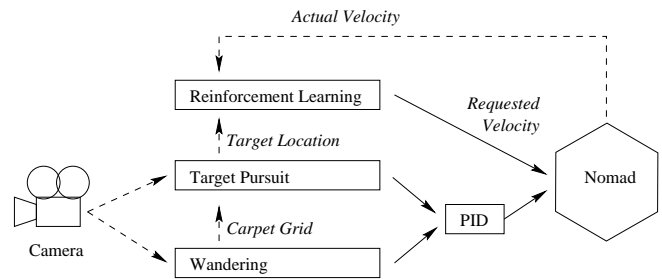 Actual Velocity
Reinforcement Learning
Requested
Velocity
Target Location
Target Pursuit
Nomad
PID
Carpet Grid
Camera
Wandering